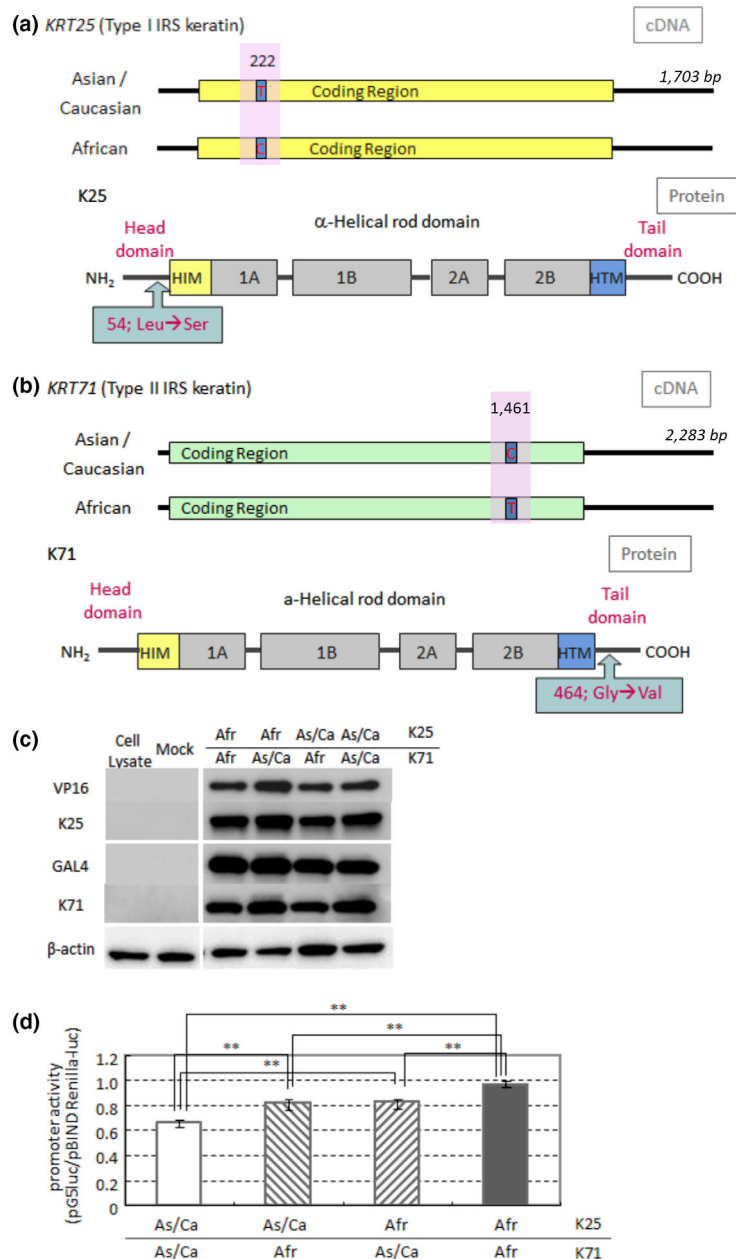 (a) KRT25 (Type I IRS keratin) cDNA
222
Asian / Caucasian T Coding Region 1,703 bp
African C Coding Region
K25 Protein
Head domain α-Helical rod domain Tail domain
NH2 HIM 1A 1B 2A 2B HTM COOH
54; Leu→Ser
(b) KRT71 (Type II IRS keratin) cDNA
1,461
Asian / Caucasian Coding Region C 2,283 bp
African Coding Region T
K71 Protein
Head domain a-Helical rod domain Tail domain
NH2 HIM 1A 1B 2A 2B HTM COOH
464; Gly→Val
(c)
Cell Lysate Mock Afr Afr As/Ca As/Ca K25
Afr As/Ca Afr As/Ca K71
VP16
K25
GAL4
K71
β-actin
(d)
** 
**
**
**
**
promoter activity
(pG5luc/pBIND Renilla-luc)
1.2
1.0
0.8
0.6
0.4
0.2
0
As/Ca As/Ca Afr Afr K25
As/Ca Afr As/Ca Afr K71